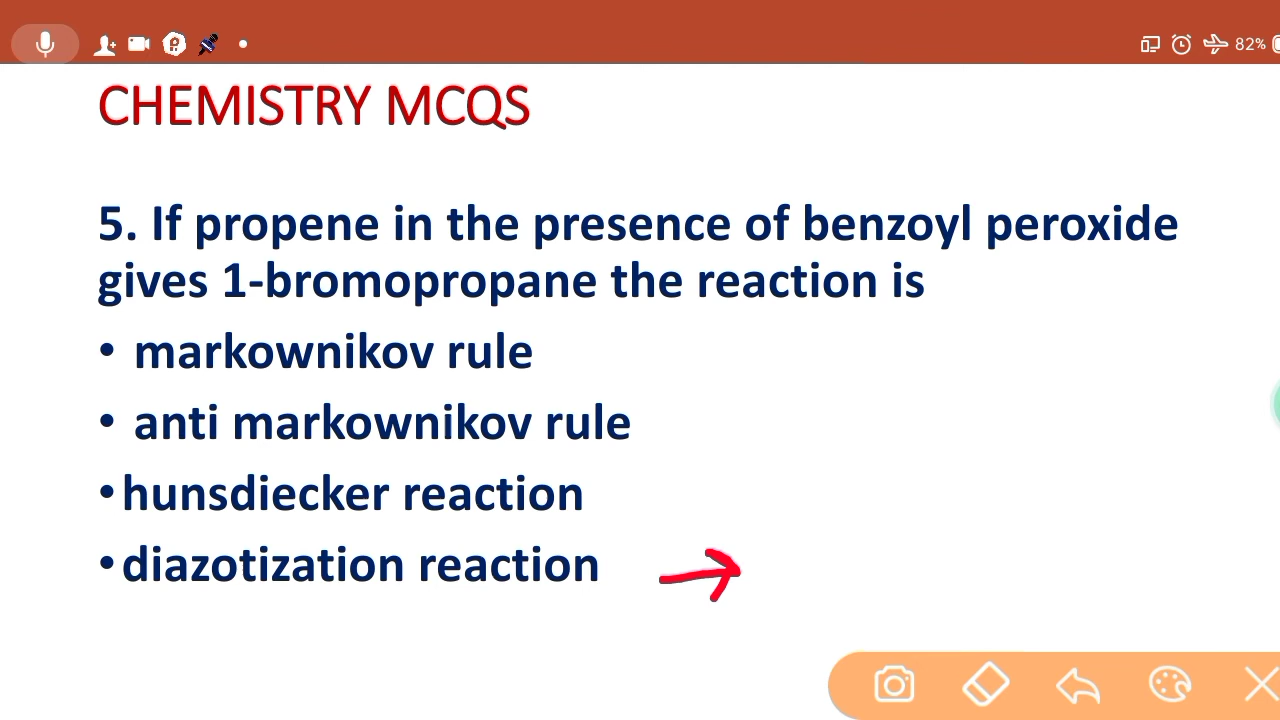 82%
CHEMISTRY MCQS
5. If propene in the presence of benzoyl peroxide
gives 1-bromopropane the reaction is
• markownikov rule
• anti markownikov rule
•hunsdiecker reaction
•diazotization reaction